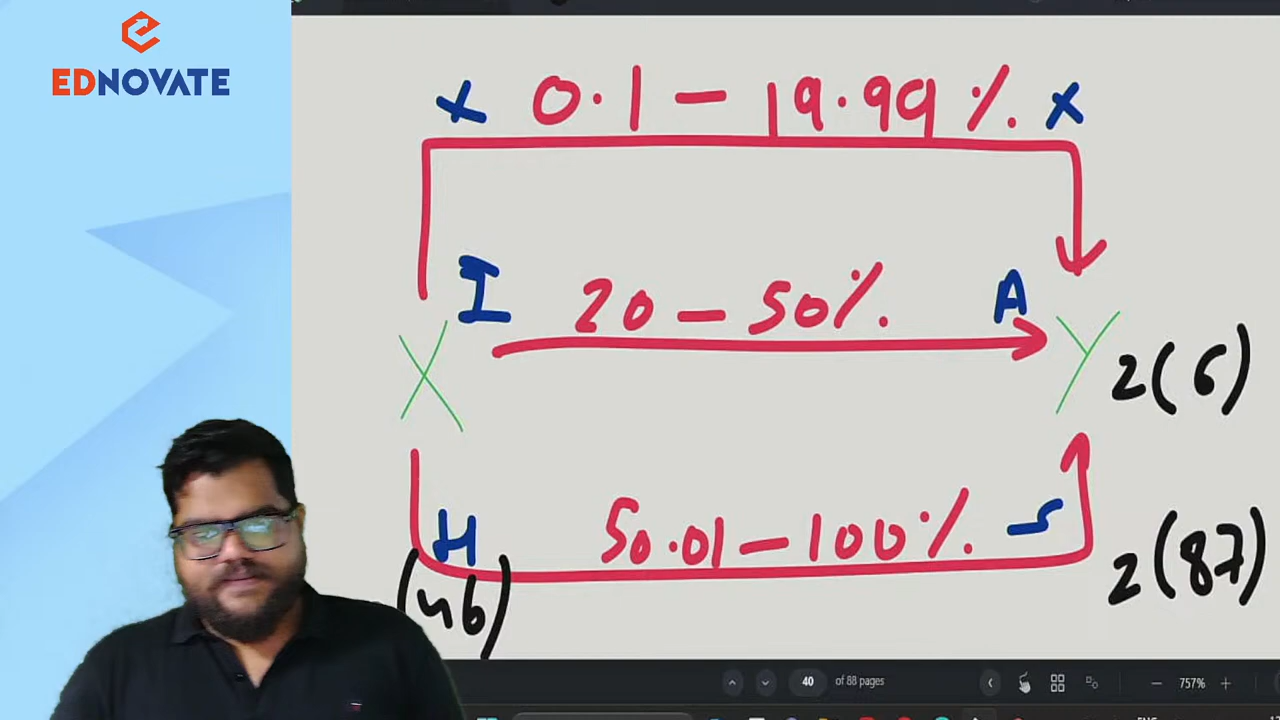 EDNOVATE
x 0.1 - 19.99 %. x
I 20 - 50%. A
X Y 2(6)
H 50.01 - 100%. S
2(87)
(46)
40 of 88 pages
757%